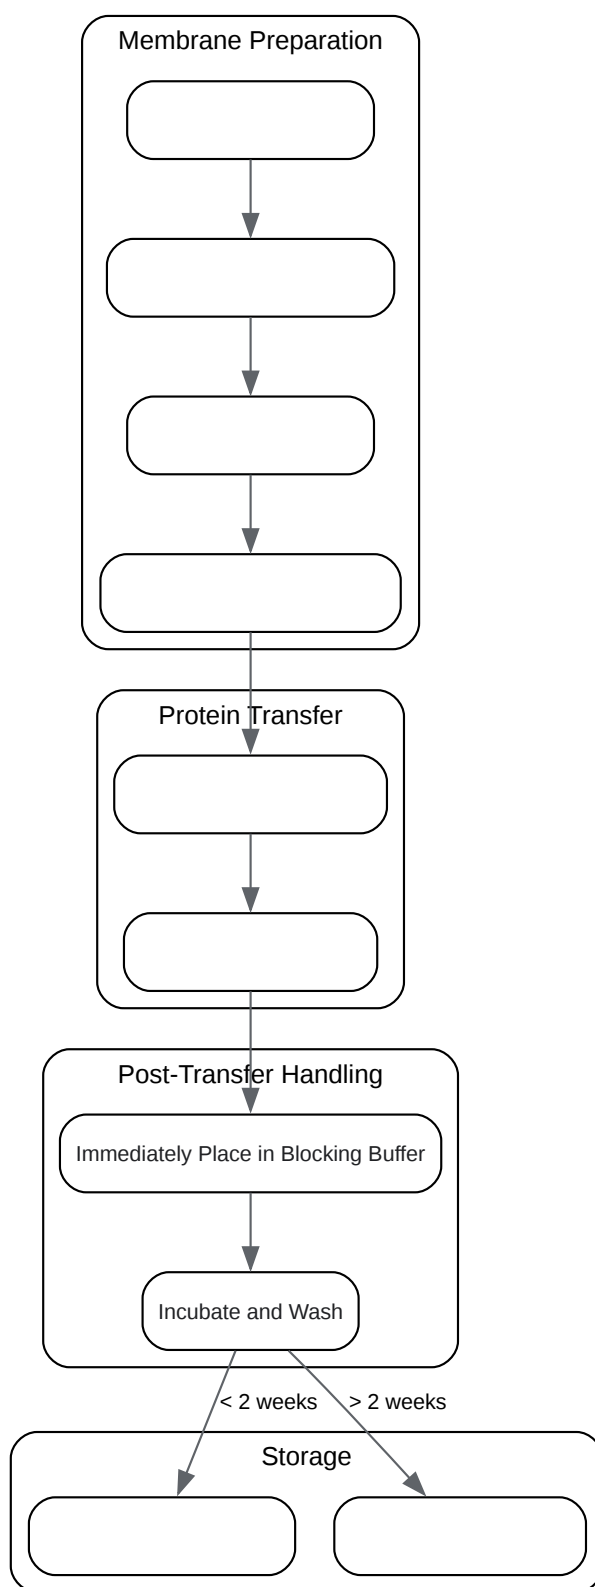 Membrane Preparation
Protein Transfer
Post-Transfer Handling
Immediately Place in Blocking Buffer
Incubate and Wash
< 2 weeks
> 2 weeks
Storage